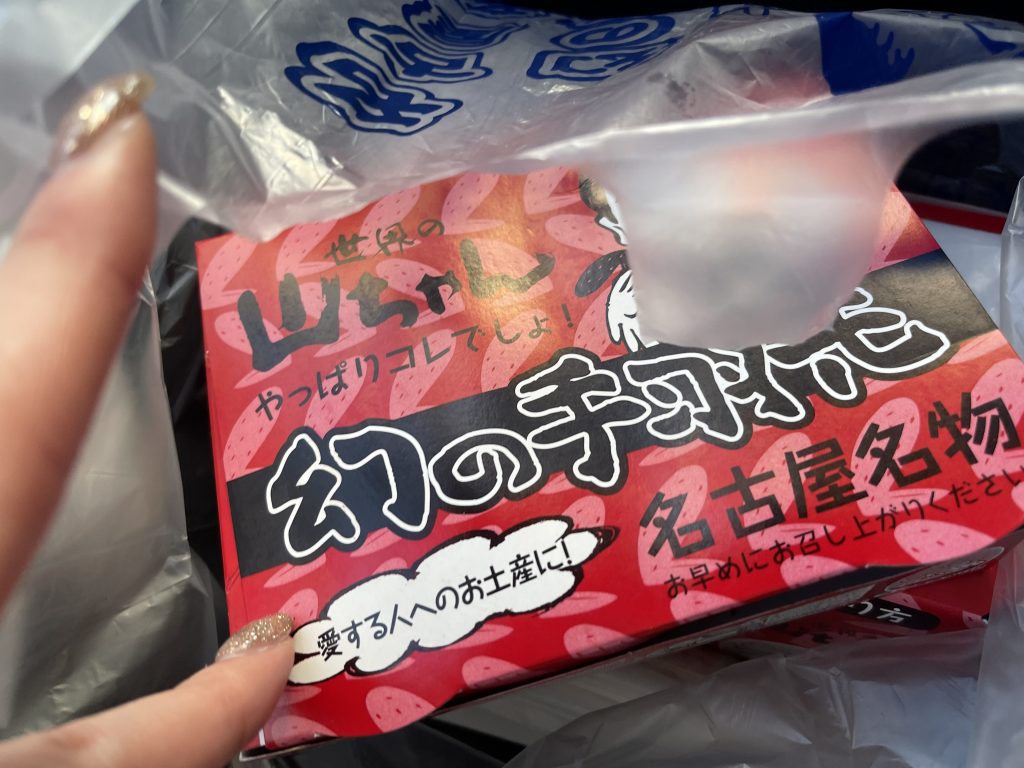 世界の
山ちゃん
やっぱりコレでしょ!
幻の手羽先
名古屋名物
お早めにお召し上がりください
愛する人へのお土産に!
り方